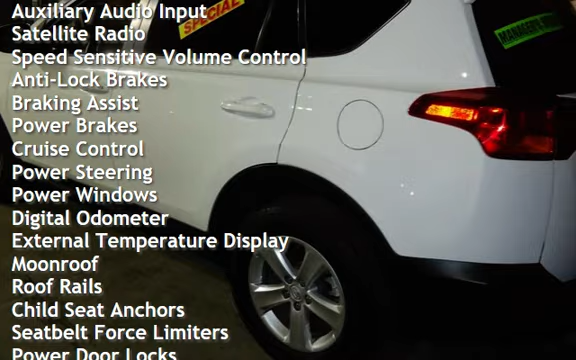 Auxiliary Audio Input
Satellite Radio
Speed Sensitive Volume Control
Anti-Lock Brakes
Braking Assist
Power Brakes
Cruise Control
Power Steering
Power Windows
Digital Odometer
External Temperature Display
Moonroof
Roof Rails
Child Seat Anchors
Seatbelt Force Limiters
Power Door Locks
SPECIAL
MANAGER'S